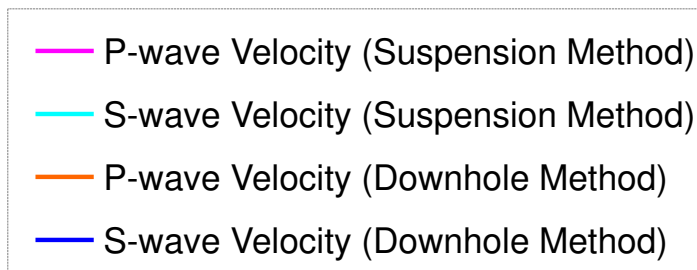 P-wave Velocity (Suspension Method)
S-wave Velocity (Suspension Method)
P-wave Velocity (Downhole Method)
S-wave Velocity (Downhole Method)